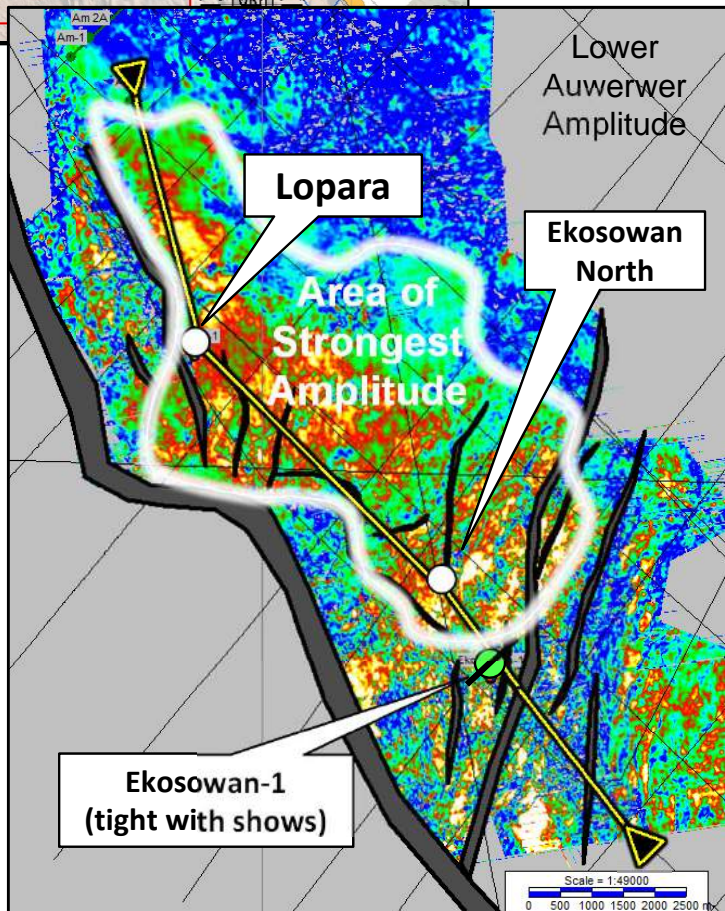 10km
Am 2A
Am-1
Lower
Auwerwer
Amplitude
Lopara
Ekosowan
North
Area of
Strongest
Amplitude
Ekosowan-1
(tight with shows)
Scale = 1:49000
0 500 1000 1500 2000 2500 m